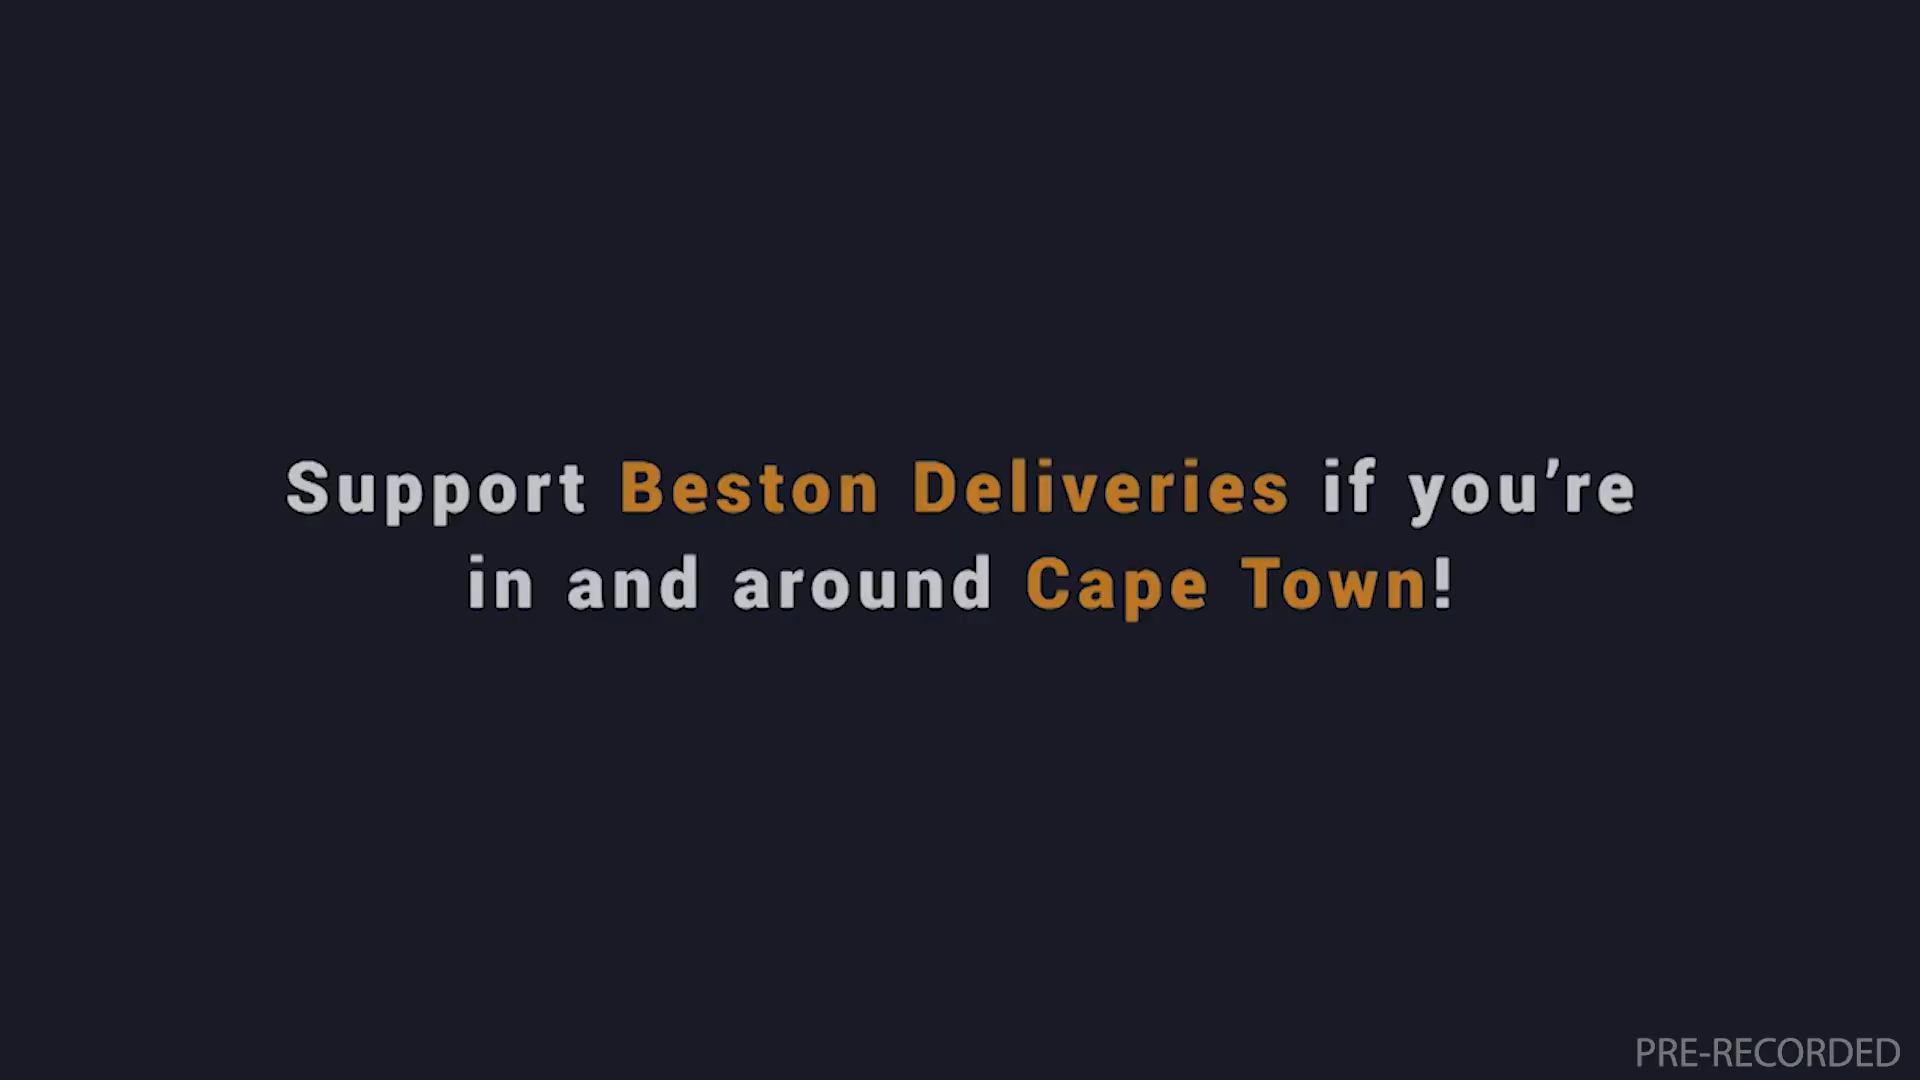 Support Beston Deliveries if you’re
in and around Cape Town!
PRE-RECORDED